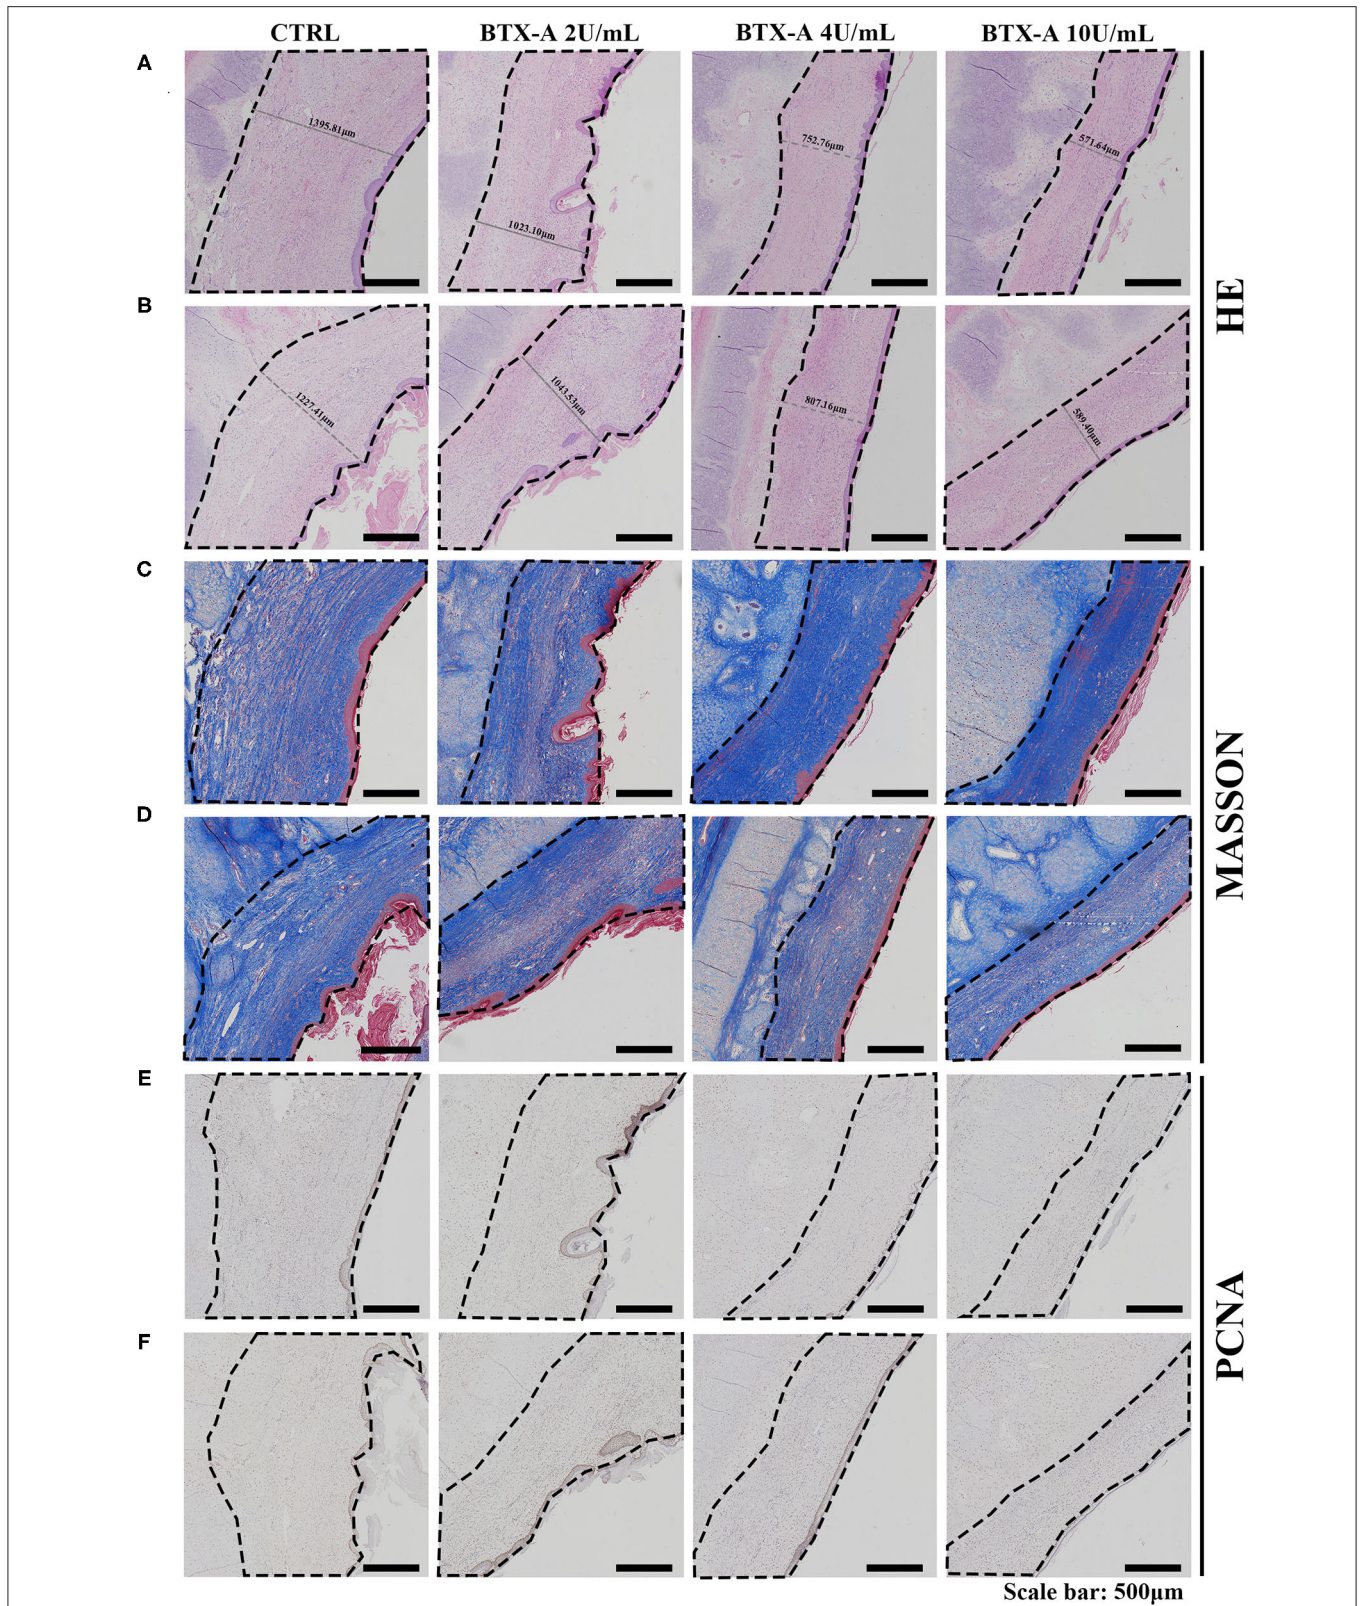 CTRL BTX-A 2U/mL BTX-A 4U/mL BTX-A 10U/mL
A
1395.81μm
1023.10μm
752.76μm
571.64μm
B
1227.41μm
1043.53μm
807.16μm
589.40μm
HE
C
D
MASSON
E
F
PCNA
Scale bar: 500μm